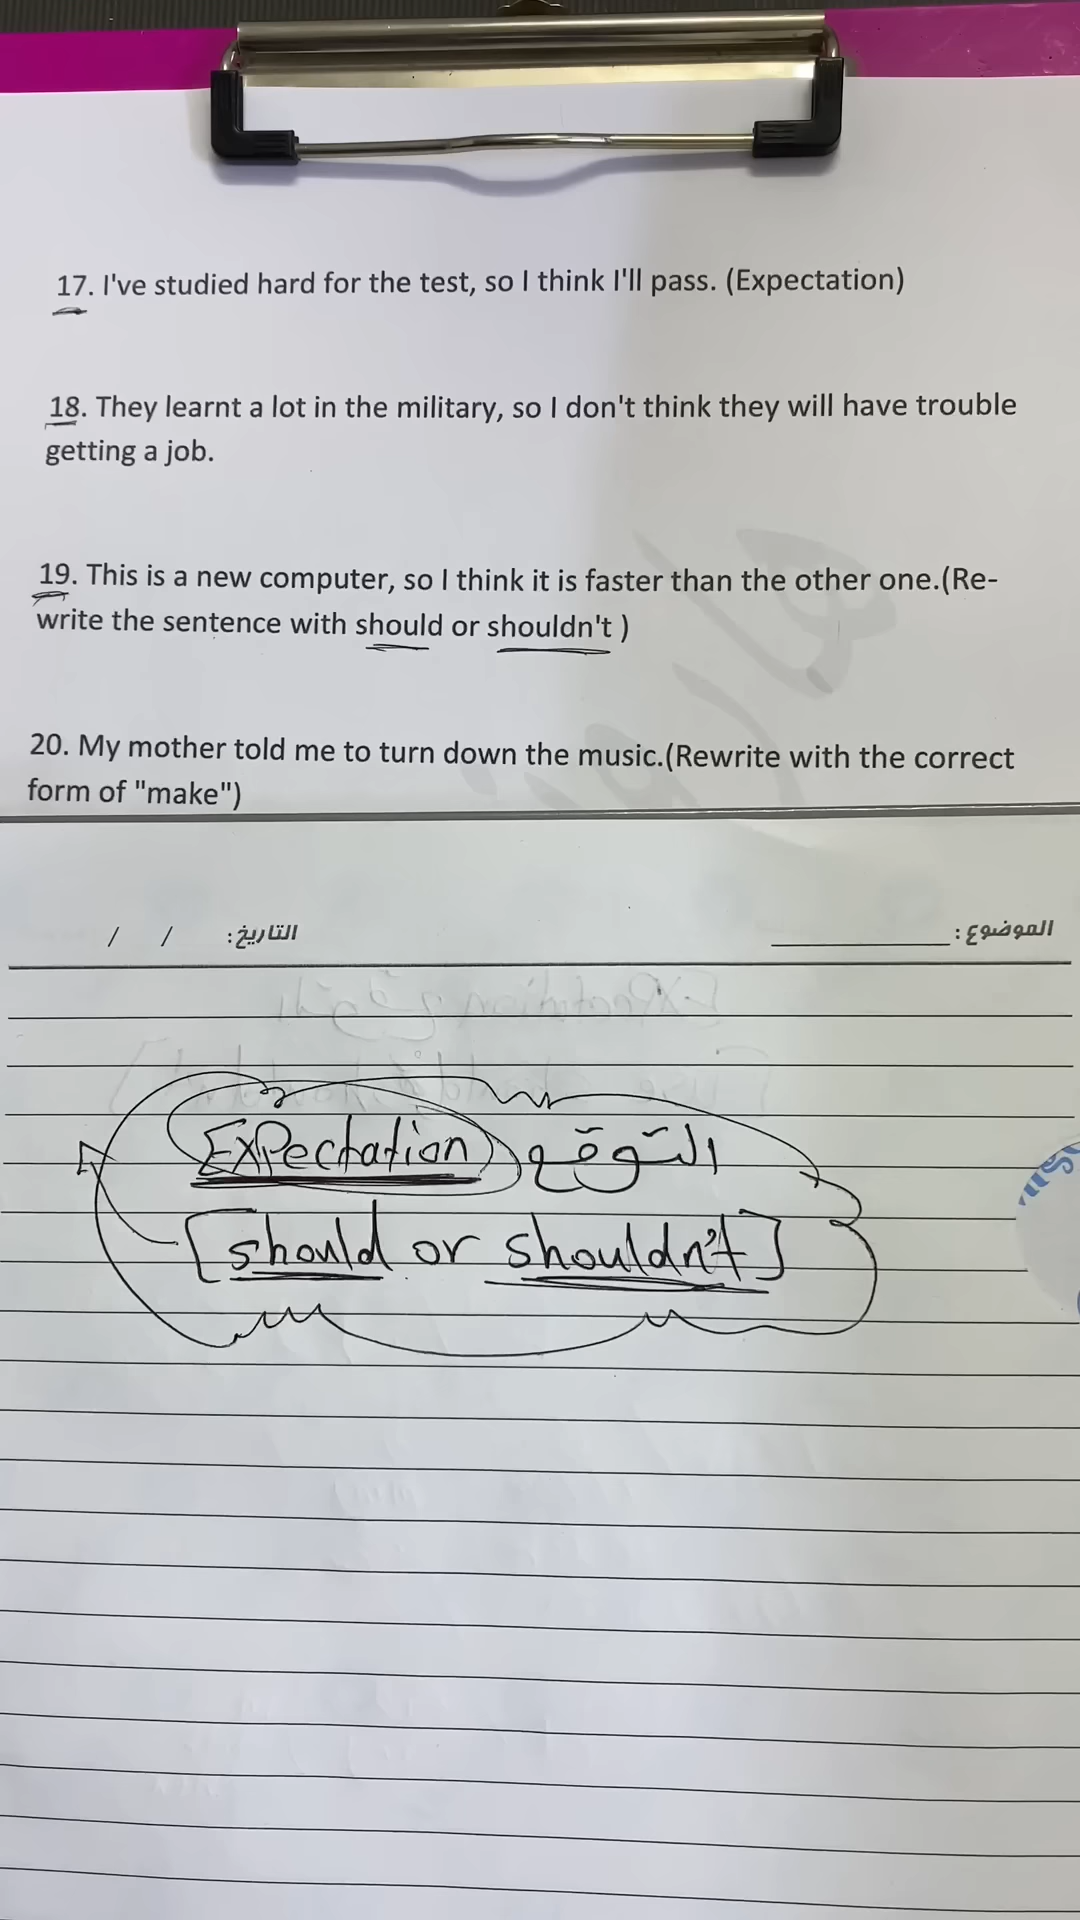 17. I've studied hard for the test, so I think I'll pass. (Expectation)
18. They learnt a lot in the military, so I don't think they will have trouble
getting a job.
19. This is a new computer, so I think it is faster than the other one.(Re-
write the sentence with should or shouldn't )
20. My mother told me to turn down the music.(Rewrite with the correct
form of "make")
الموضوع: التاريخ: / /
Expectation التوقع
[should or shouldn't]